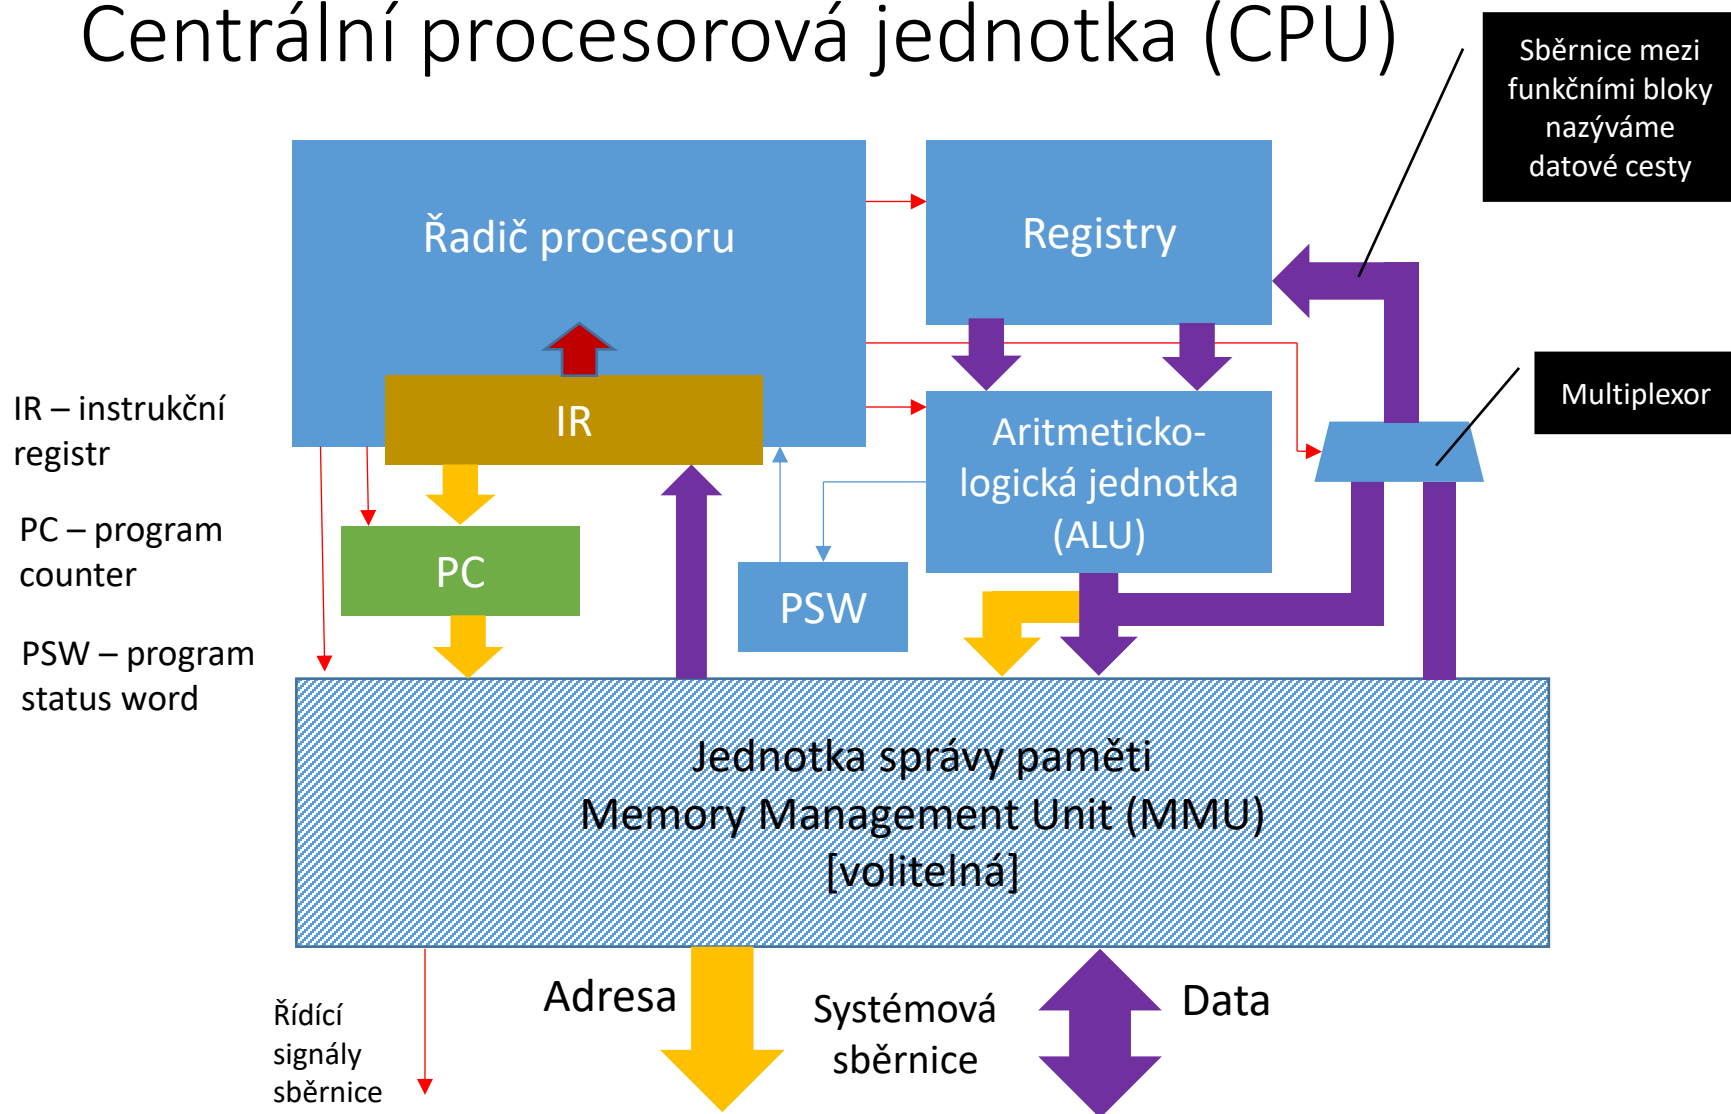 Centrální procesorová jednotka (CPU)
Sběrnice mezi
funkčními bloky
nazýváme
datové cesty
Řadič procesoru
Registry
IR
Multiplexor
IR – instrukční
registr
Aritmeticko-
logická jednotka
(ALU)
PC – program
counter
PC
PSW
PSW – program
status word
Jednotka správy paměti
Memory Management Unit (MMU)
[volitelná]
Řídící
signály
sběrnice
Adresa
Systémová
sběrnice
Data